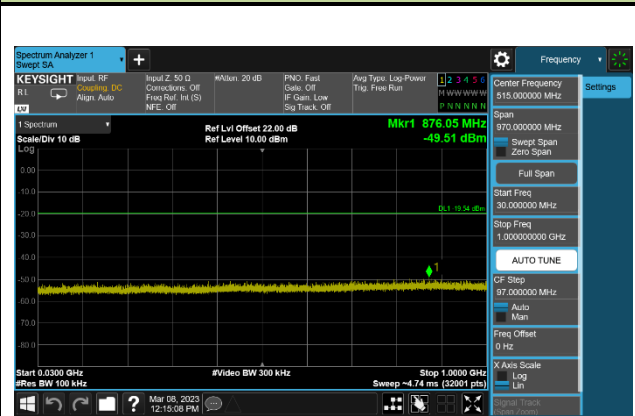 Spectrum Analyzer 1
Swept SA
Frequency
KEYSIGHT
Input: RF
Coupling: DC
Align: Auto
Input Z: 50 Ω
Corrections: Off
Freq Ref: Int (S)
NFE: Off
#Atten: 20 dB
PNO: Fast
Gate: Off
IF Gain: Low
Sig Track: Off
Avg Type: Log-Power
Trig: Free Run
1 2 3 4 5 6
M W W W W W
P N N N N N
RL
1 Spectrum
Scale/Div 10 dB
Log
Ref Lvl Offset 22.00 dB
Ref Level 10.00 dBm
Mkr1 876.05 MHz
-49.51 dBm
0.00
-10.0
-20.0
-30.0
-40.0
-50.0
-60.0
-70.0
-80.0
DL1 -19.54 dBm
1
Start 0.0300 GHz
#Res BW 100 kHz
#Video BW 300 kHz
Stop 1.0000 GHz
Sweep ~4.74 ms (32001 pts)
Center Frequency
515.000000 MHz
Settings
Span
970.000000 MHz
Swept Span
Zero Span
Full Span
Start Freq
30.000000 MHz
Stop Freq
1.000000000 GHz
AUTO TUNE
CF Step
97.000000 MHz
Auto
Man
Freq Offset
0 Hz
X Axis Scale
Log
Lin
Signal Track
(Span Zoom)
Mar 08, 2023
12:15:08 PM